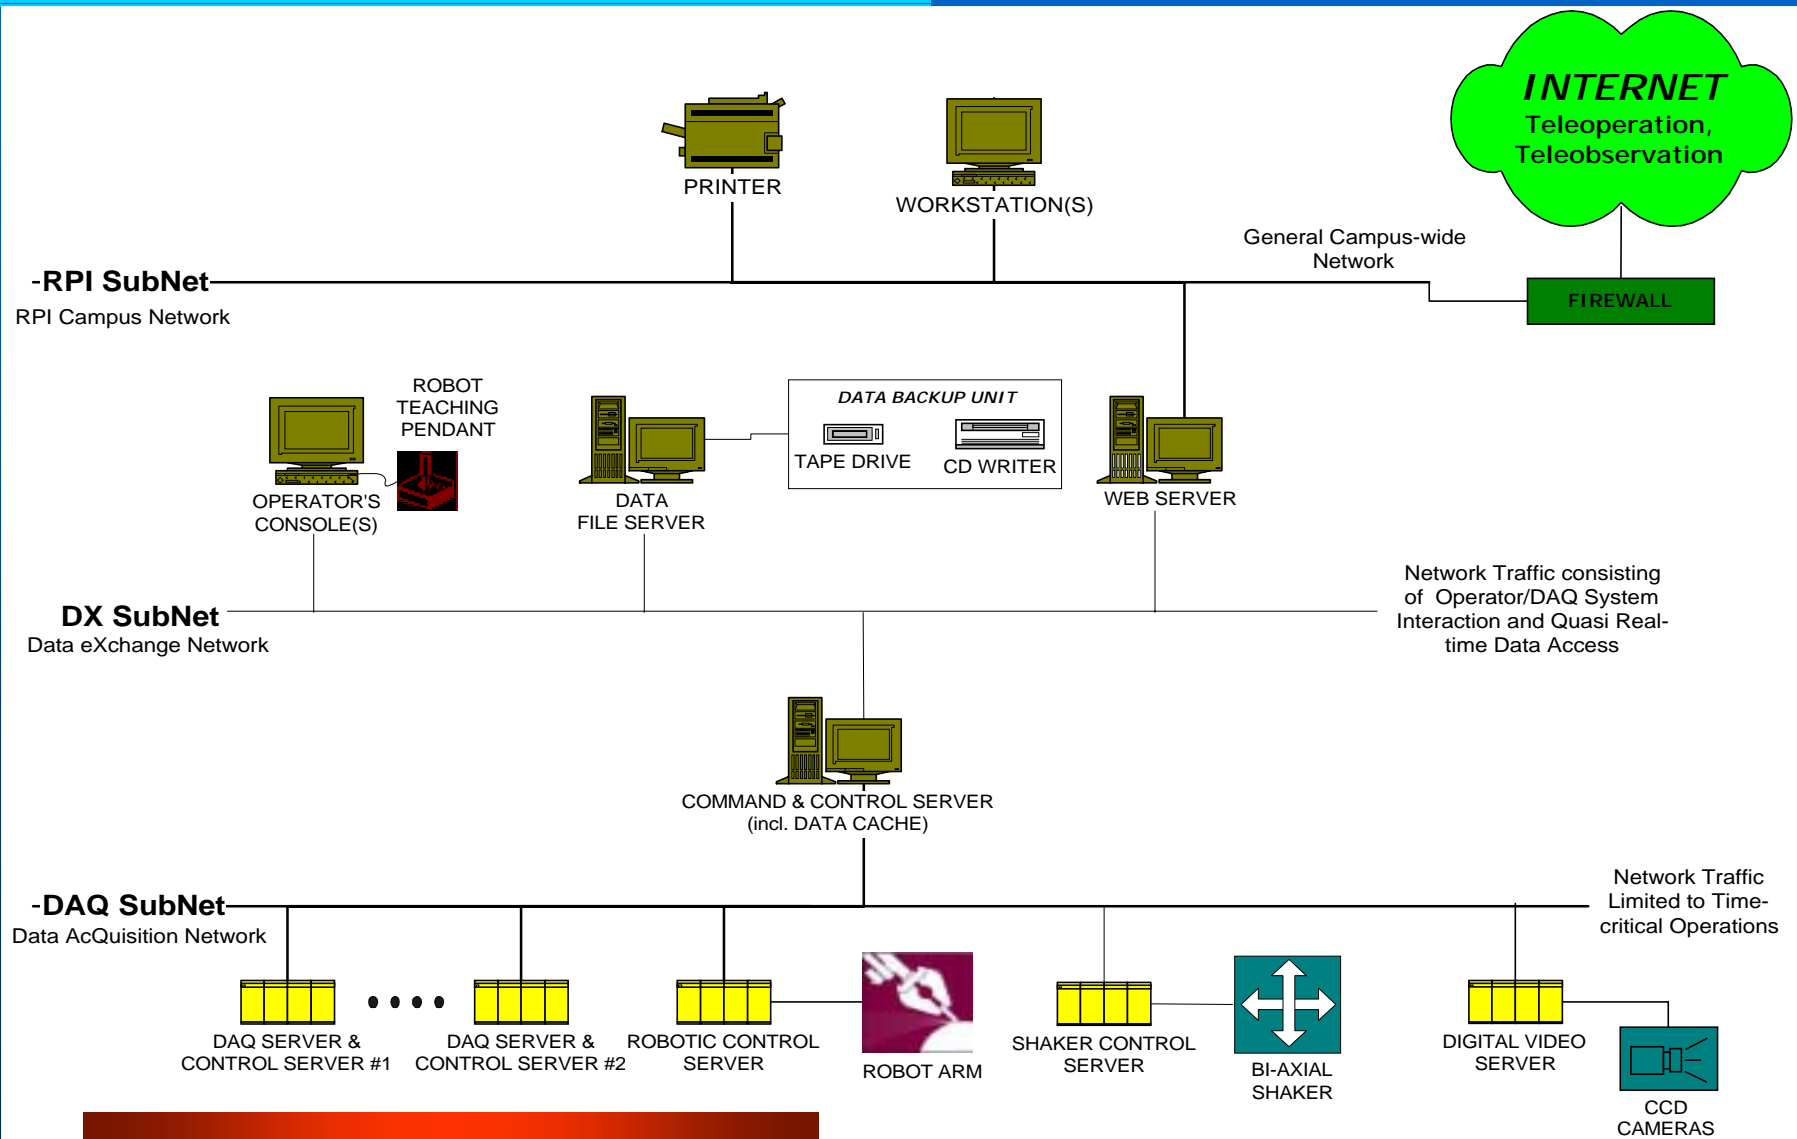 INTERNET
Teleoperation,
Teleobservation
PRINTER
WORKSTATION(S)
General Campus-wide
Network
-RPI SubNet
RPI Campus Network
FIREWALL
ROBOT
TEACHING
PENDANT
OPERATOR'S
CONSOLE(S)
DATA
FILE SERVER
DATA BACKUP UNIT
TAPE DRIVE
CD WRITER
WEB SERVER
DX SubNet
Data eXchange Network
Network Traffic consisting
of Operator/DAQ System
Interaction and Quasi Real-
time Data Access
COMMAND & CONTROL SERVER
(incl. DATA CACHE)
-DAQ SubNet
Data AcQuisition Network
Network Traffic
Limited to Time-
critical Operations
DAQ SERVER &
CONTROL SERVER #1
DAQ SERVER &
CONTROL SERVER #2
ROBOTIC CONTROL
SERVER
ROBOT ARM
SHAKER CONTROL
SERVER
BI-AXIAL
SHAKER
DIGITAL VIDEO
SERVER
CCD
CAMERAS